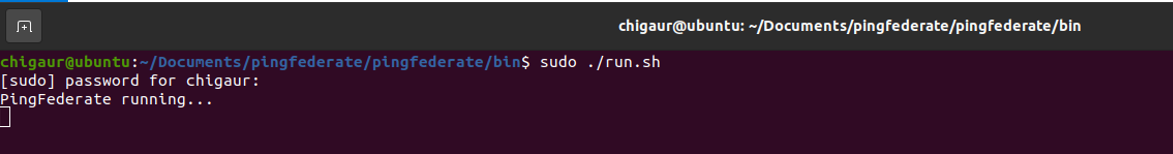 chigaur@ubuntu: ~/Documents/pingfederate/pingfederate/bin
chigaur@ubuntu:~/Documents/pingfederate/pingfederate/bin$ sudo ./run.sh
[sudo] password for chigaur:
PingFederate running...